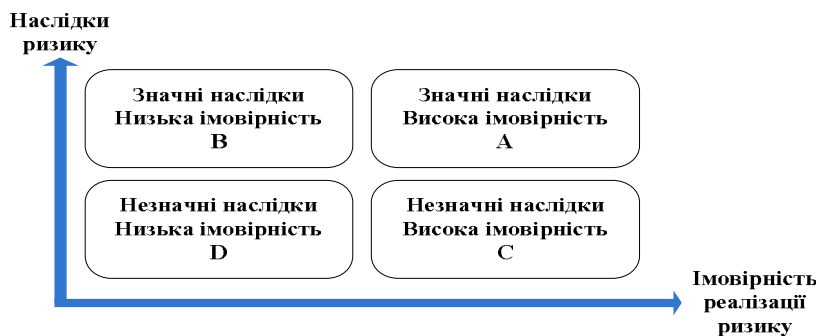 Наслідки
ризику
Значні наслідки
Низька імовірність
B
Значні наслідки
Висока імовірність
A
Незначні наслідки
Низька імовірність
D
Незначні наслідки
Висока імовірність
C
Імовірність
реалізації
ризику